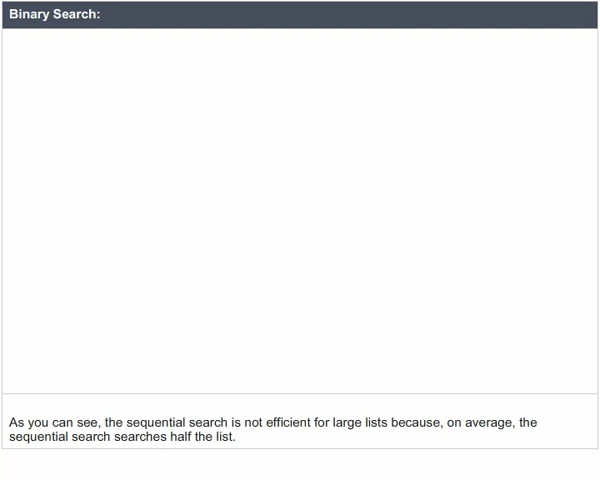 Binary Search:
As you can see, the sequential search is not efficient for large lists because, on average, the
sequential search searches half the list.